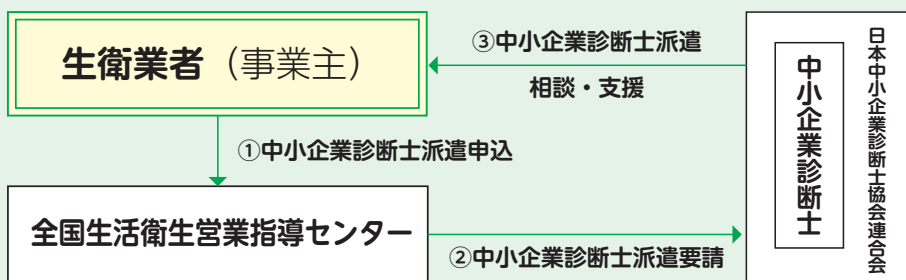 生衛業者（事業主）
③中小企業診断士派遣
相談・支援
中小企業診断士
日本中小企業診断士協会連合会
①中小企業診断士派遣申込
全国生活衛生営業指導センター
②中小企業診断士派遣要請